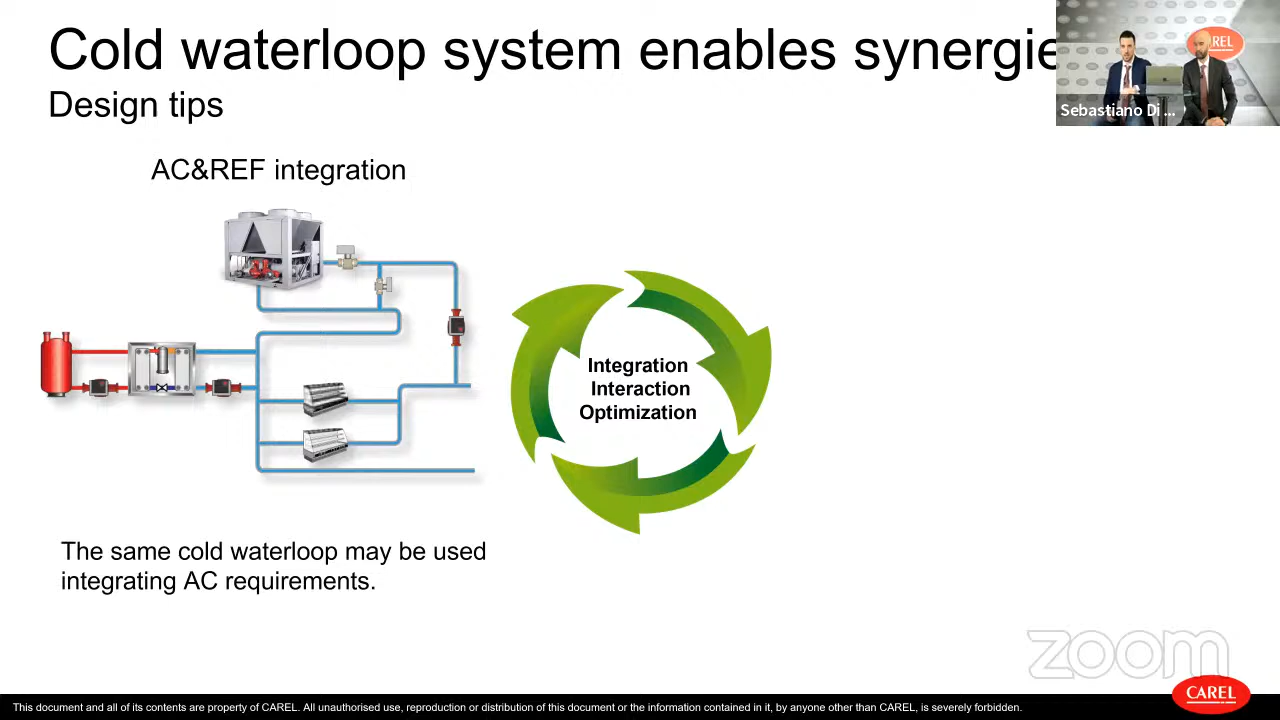 Cold waterloop system enables synergie
Design tips
Sebastiano Di ...
AC&REF integration
Integration
Interaction
Optimization
The same cold waterloop may be used
integrating AC requirements.
zoom
CAREL
This document and all of its contents are property of CAREL. All unauthorised use, reproduction or distribution of this document or the information contained in it, by anyone other than CAREL, is severely forbidden.